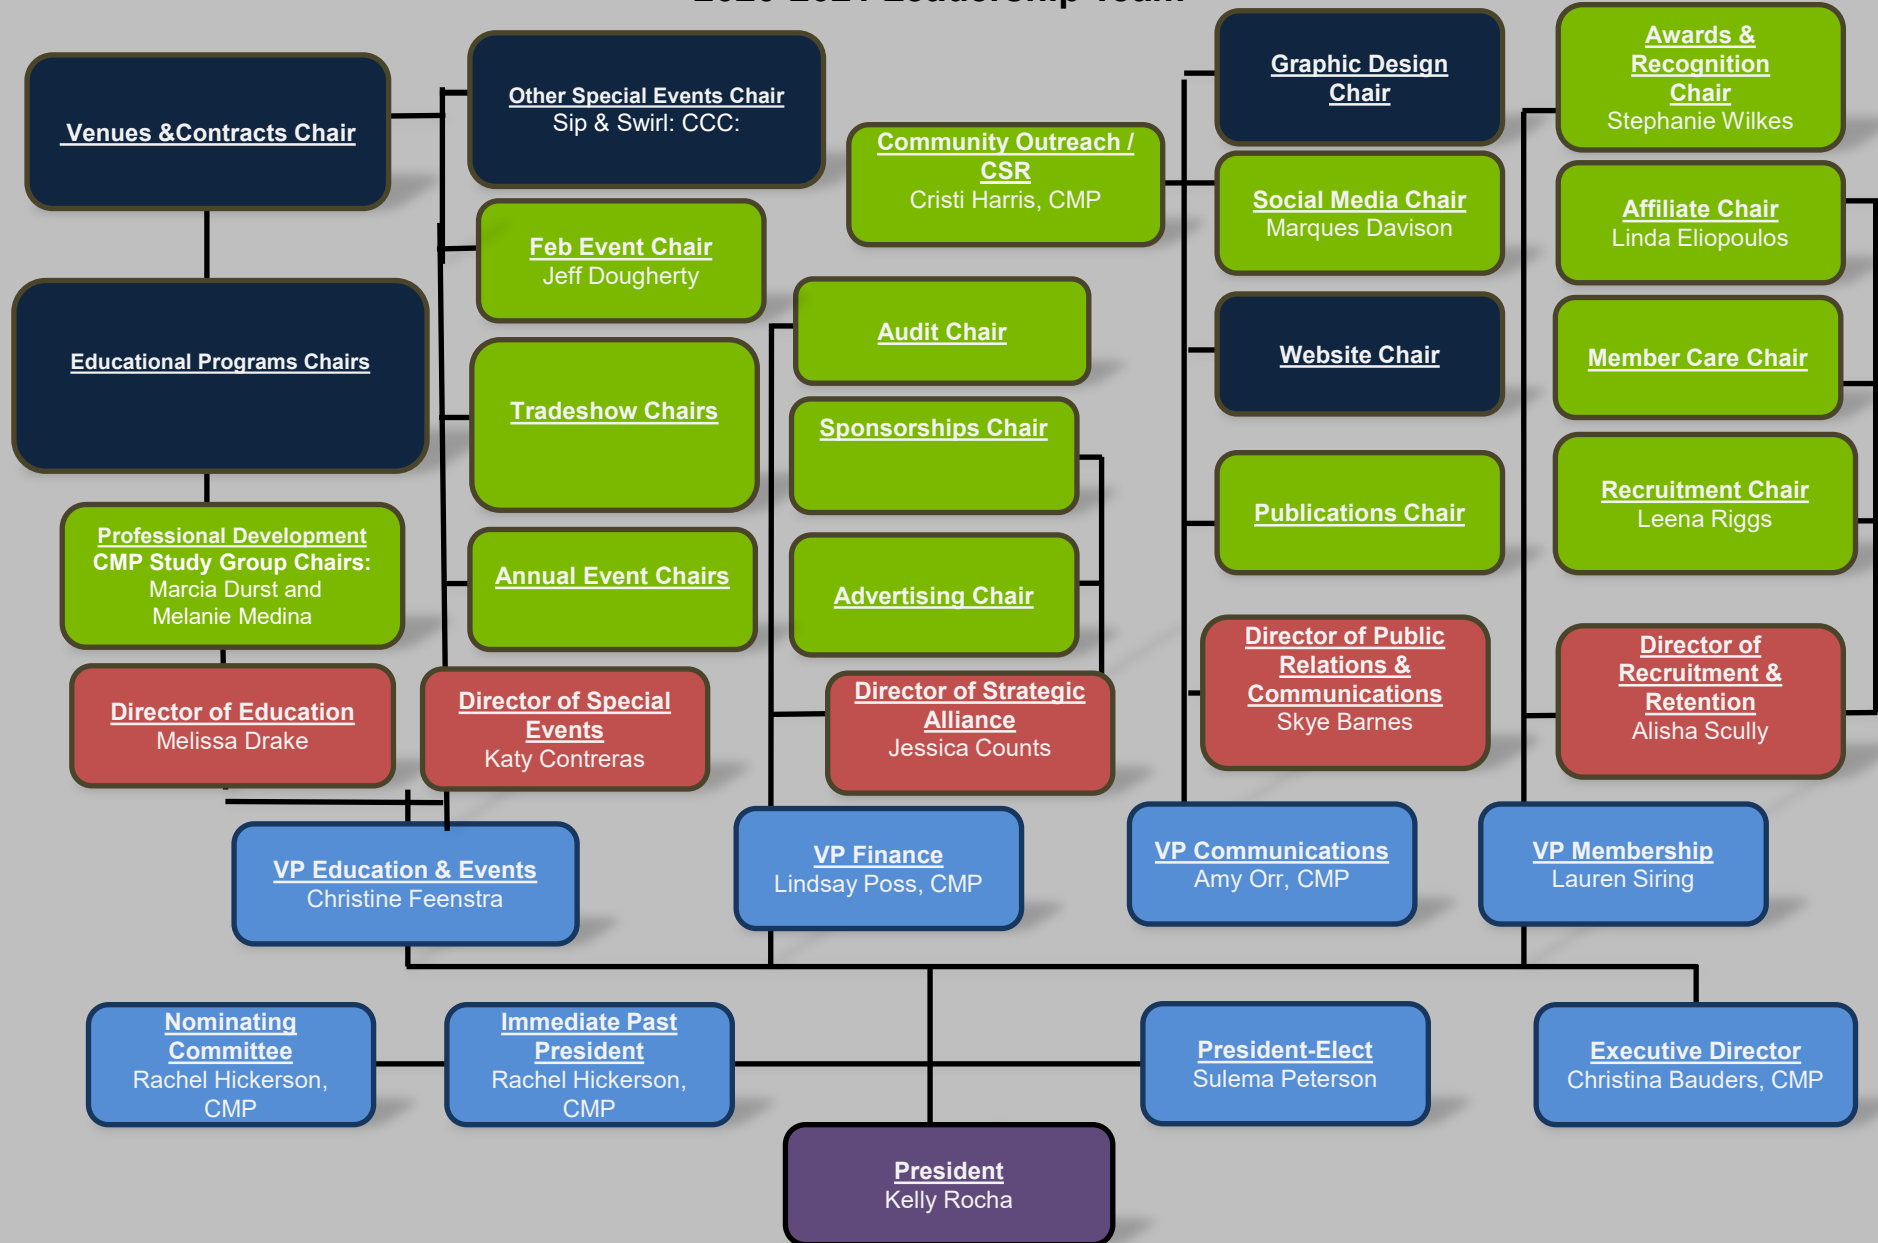 2020-2021 Leadership Team
Venues &Contracts Chair
Other Special Events Chair
Sip & Swirl: CCC:
Graphic Design
Chair
Awards &
Recognition
Chair
Stephanie Wilkes
Community Outreach /
CSR
Cristi Harris, CMP
Social Media Chair
Marques Davison
Affiliate Chair
Linda Eliopoulos
Feb Event Chair
Jeff Dougherty
Educational Programs Chairs
Audit Chair
Website Chair
Member Care Chair
Tradeshow Chairs
Sponsorships Chair
Publications Chair
Recruitment Chair
Leena Riggs
Professional Development
CMP Study Group Chairs:
Marcia Durst and
Melanie Medina
Annual Event Chairs
Advertising Chair
Director of Education
Melissa Drake
Director of Special
Events
Katy Contreras
Director of Strategic
Alliance
Jessica Counts
Director of Public
Relations &
Communications
Skye Barnes
Director of
Recruitment &
Retention
Alisha Scully
VP Education & Events
Christine Feenstra
VP Finance
Lindsay Poss, CMP
VP Communications
Amy Orr, CMP
VP Membership
Lauren Siring
Nominating
Committee
Rachel Hickerson,
CMP
Immediate Past
President
Rachel Hickerson,
CMP
President-Elect
Sulema Peterson
Executive Director
Christina Bauders, CMP
President
Kelly Rocha